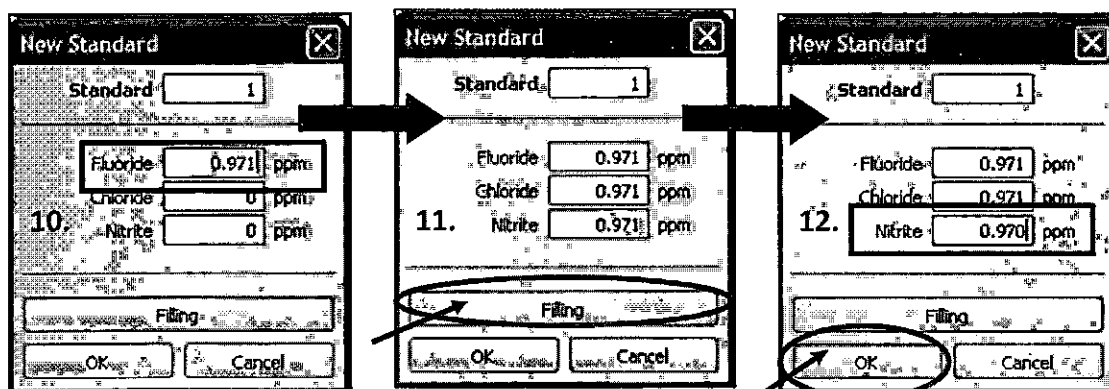 New Standard
Standard 1
Fluoride 0.971 ppm
Chloride 0 ppm
10. Nitrite 0 ppm
Filling
OK Cancel
New Standard
Standard 1
Fluoride 0.971 ppm
Chloride 0.971 ppm
11. Nitrite 0.971 ppm
Filling
OK Cancel
New Standard
Standard 1
Fluoride 0.971 ppm
Chloride 0.971 ppm
12. Nitrite 0.970 ppm
Filling
OK Cancel